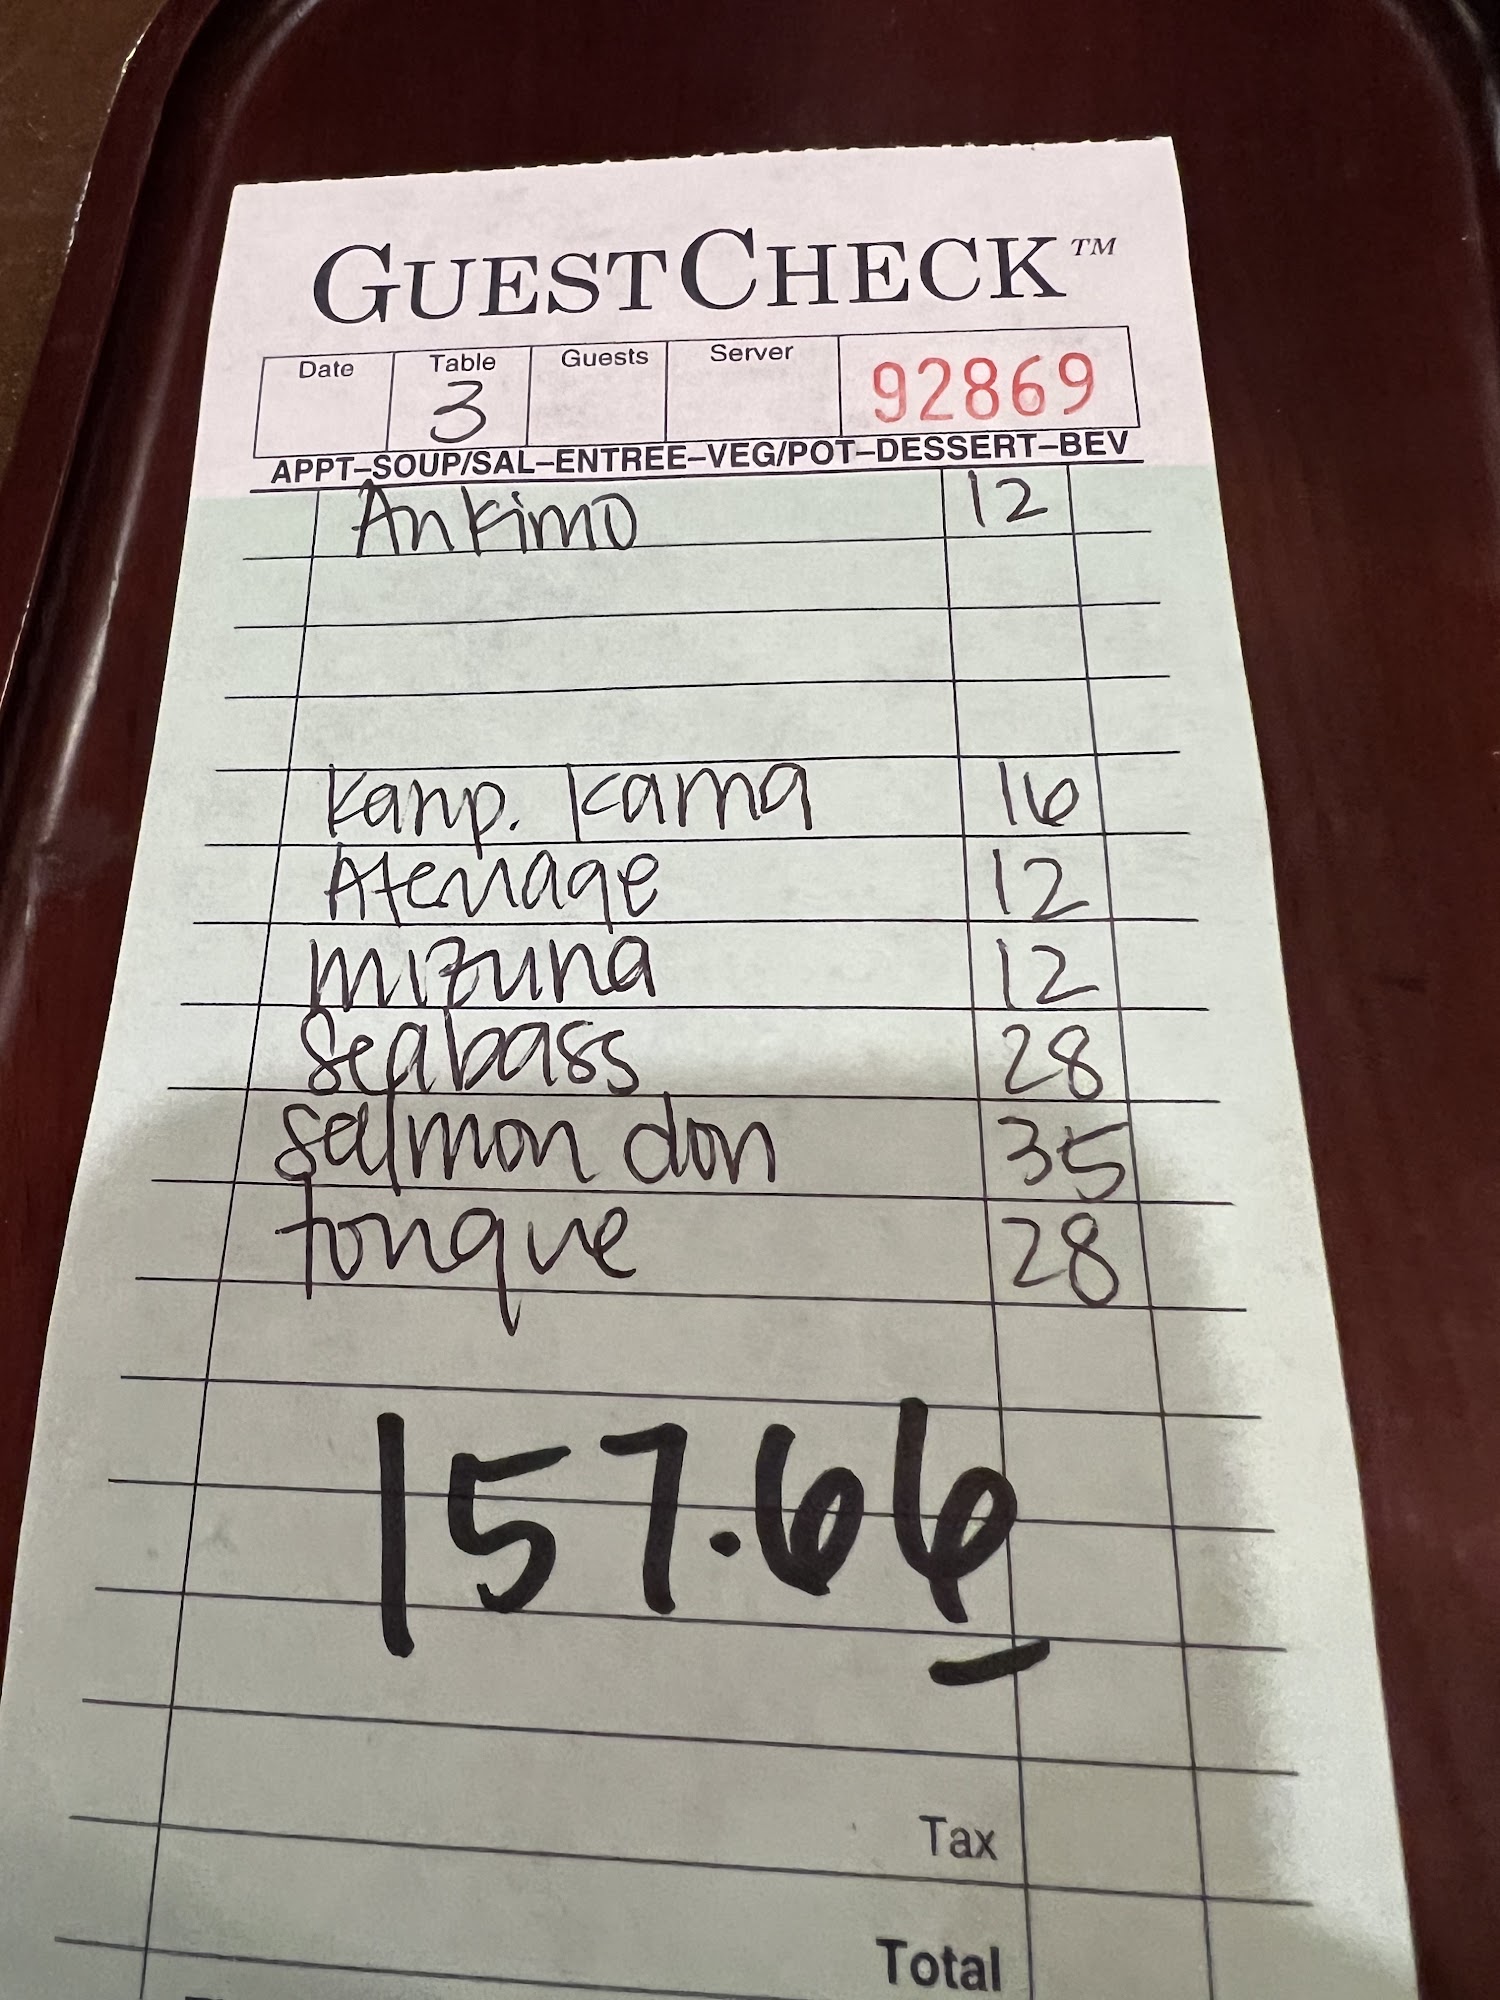 GUESTCHECK™
Date Table Guests Server
3 92869
APPT–SOUP/SAL–ENTREE–VEG/POT–DESSERT–BEV
Ankimo 12
Kanp. Kama 16
Atemage 12
mizuna 12
Seabass 28
salmon don 35
tongue 28
157.66
Tax
Total